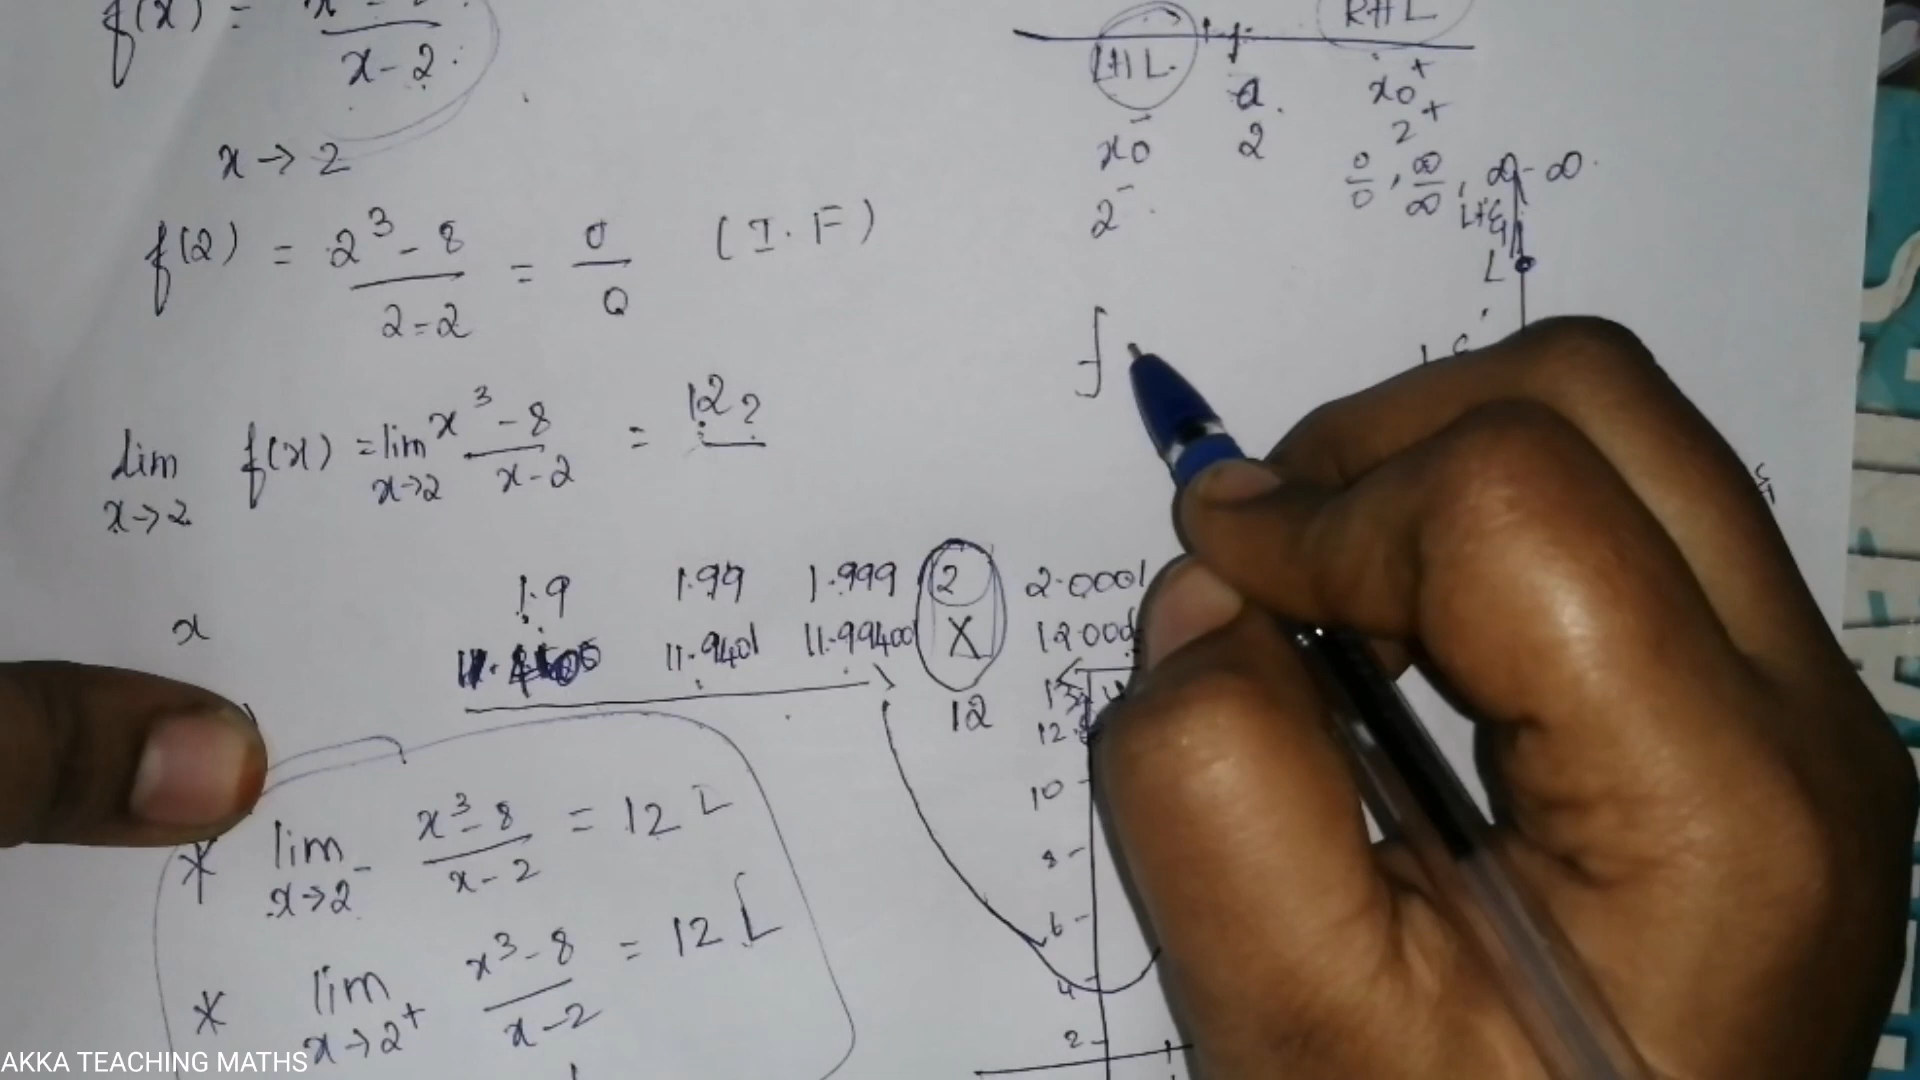 f(x) =
x-2
x → 2
f(2) = 2³ - 8 / 2-2 = 0/0 (I.F)
lim x→2 f(x) = lim x→2 x³ - 8 / x-2 = 12?
x 1.9 1.99 1.999 2 2.0001
11.9401 11.99400 X 12.000
12
* lim x→2⁻ x³-8 / x-2 = 12 L
* lim x→2⁺ x³-8 / x-2 = 12 L
RHL
LHL
a x0⁺
x0⁻ 2 2⁺
2⁻ 0/0, ∞/∞, ∞-∞
L+ε
L
f
13
12
10
8
6
4
2
AKKA TEACHING MATHS